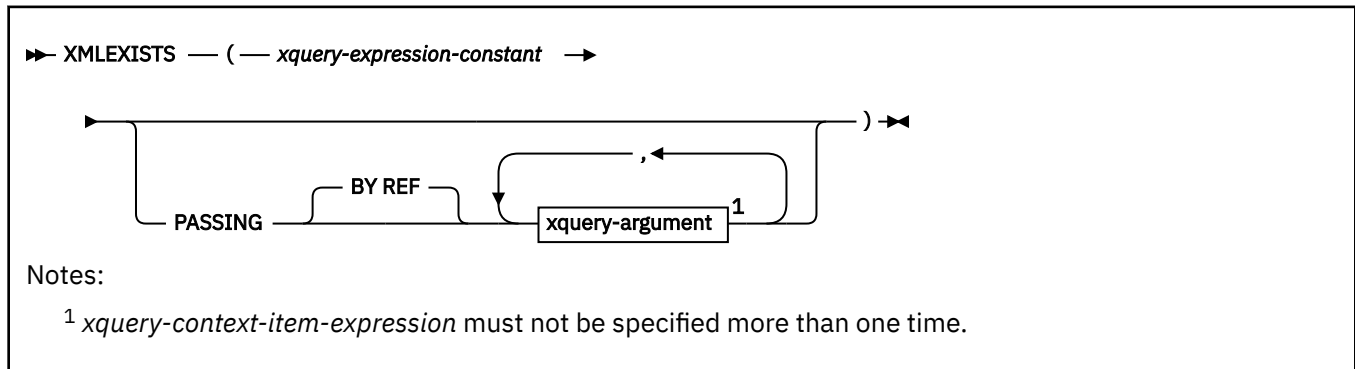 XMLEXISTS ( xquery-expression-constant
)
,
BY REF
PASSING xquery-argument 1
Notes:
1 xquery-context-item-expression must not be specified more than one time.